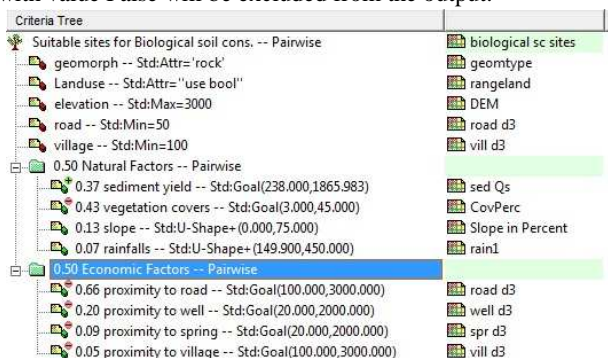 with value False will be excluded from the output.
Criteria Tree
Suitable sites for Biological soil cons. -- Pairwise biological sc sites
geomorph -- Std:Attr='rock' geomtype
Landuse -- Std:Attr=''use bool'' rangeland
elevation -- Std:Max=3000 DEM
road -- Std:Min=50 road d3
village -- Std:Min=100 vill d3
0.50 Natural Factors -- Pairwise
0.37 sediment yield -- Std:Goal(238.000,1865.983) sed Qs
0.43 vegetation covers -- Std:Goal(3.000,45.000) CovPerc
0.13 slope -- Std:U-Shape+(0.000,75.000) Slope in Percent
0.07 rainfalls -- Std:U-Shape+(149.900,450.000) rain1
0.50 Economic Factors -- Pairwise
0.66 proximity to road -- Std:Goal(100.000,3000.000) road d3
0.20 proximity to well -- Std:Goal(20.000,2000.000) well d3
0.09 proximity to spring -- Std:Goal(20.000,2000.000) spr d3
0.05 proximity to village -- Std:Goal(100.000,3000.000) vill d3